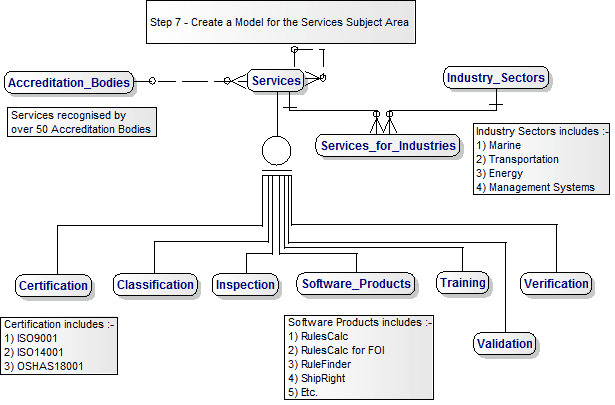 Step 7 - Create a Model for the Services Subject Area
Accreditation_Bodies
Services
Industry_Sectors
Services recognised by
over 50 Accreditation Bodies
Services_for_Industries
Industry Sectors includes :-
1) Marine
2) Transportation
3) Energy
4) Management Systems
Certification
Classification
Inspection
Software_Products
Training
Verification
Validation
Certification includes :-
1) ISO9001
2) ISO14001
3) OSHAS18001
Software Products includes :-
1) RulesCalc
2) RulesCalc for FOI
3) RuleFinder
4) ShipRight
5) Etc.